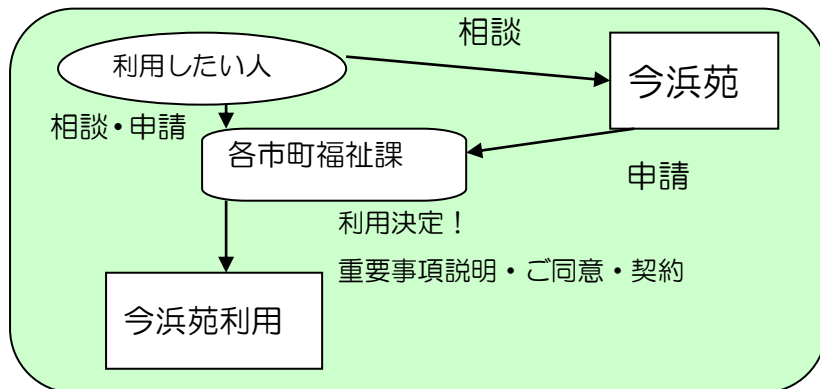 相談
利用したい人
今浜苑
相談・申請
各市町福祉課
申請
利用決定！
重要事項説明・ご同意・契約
今浜苑利用